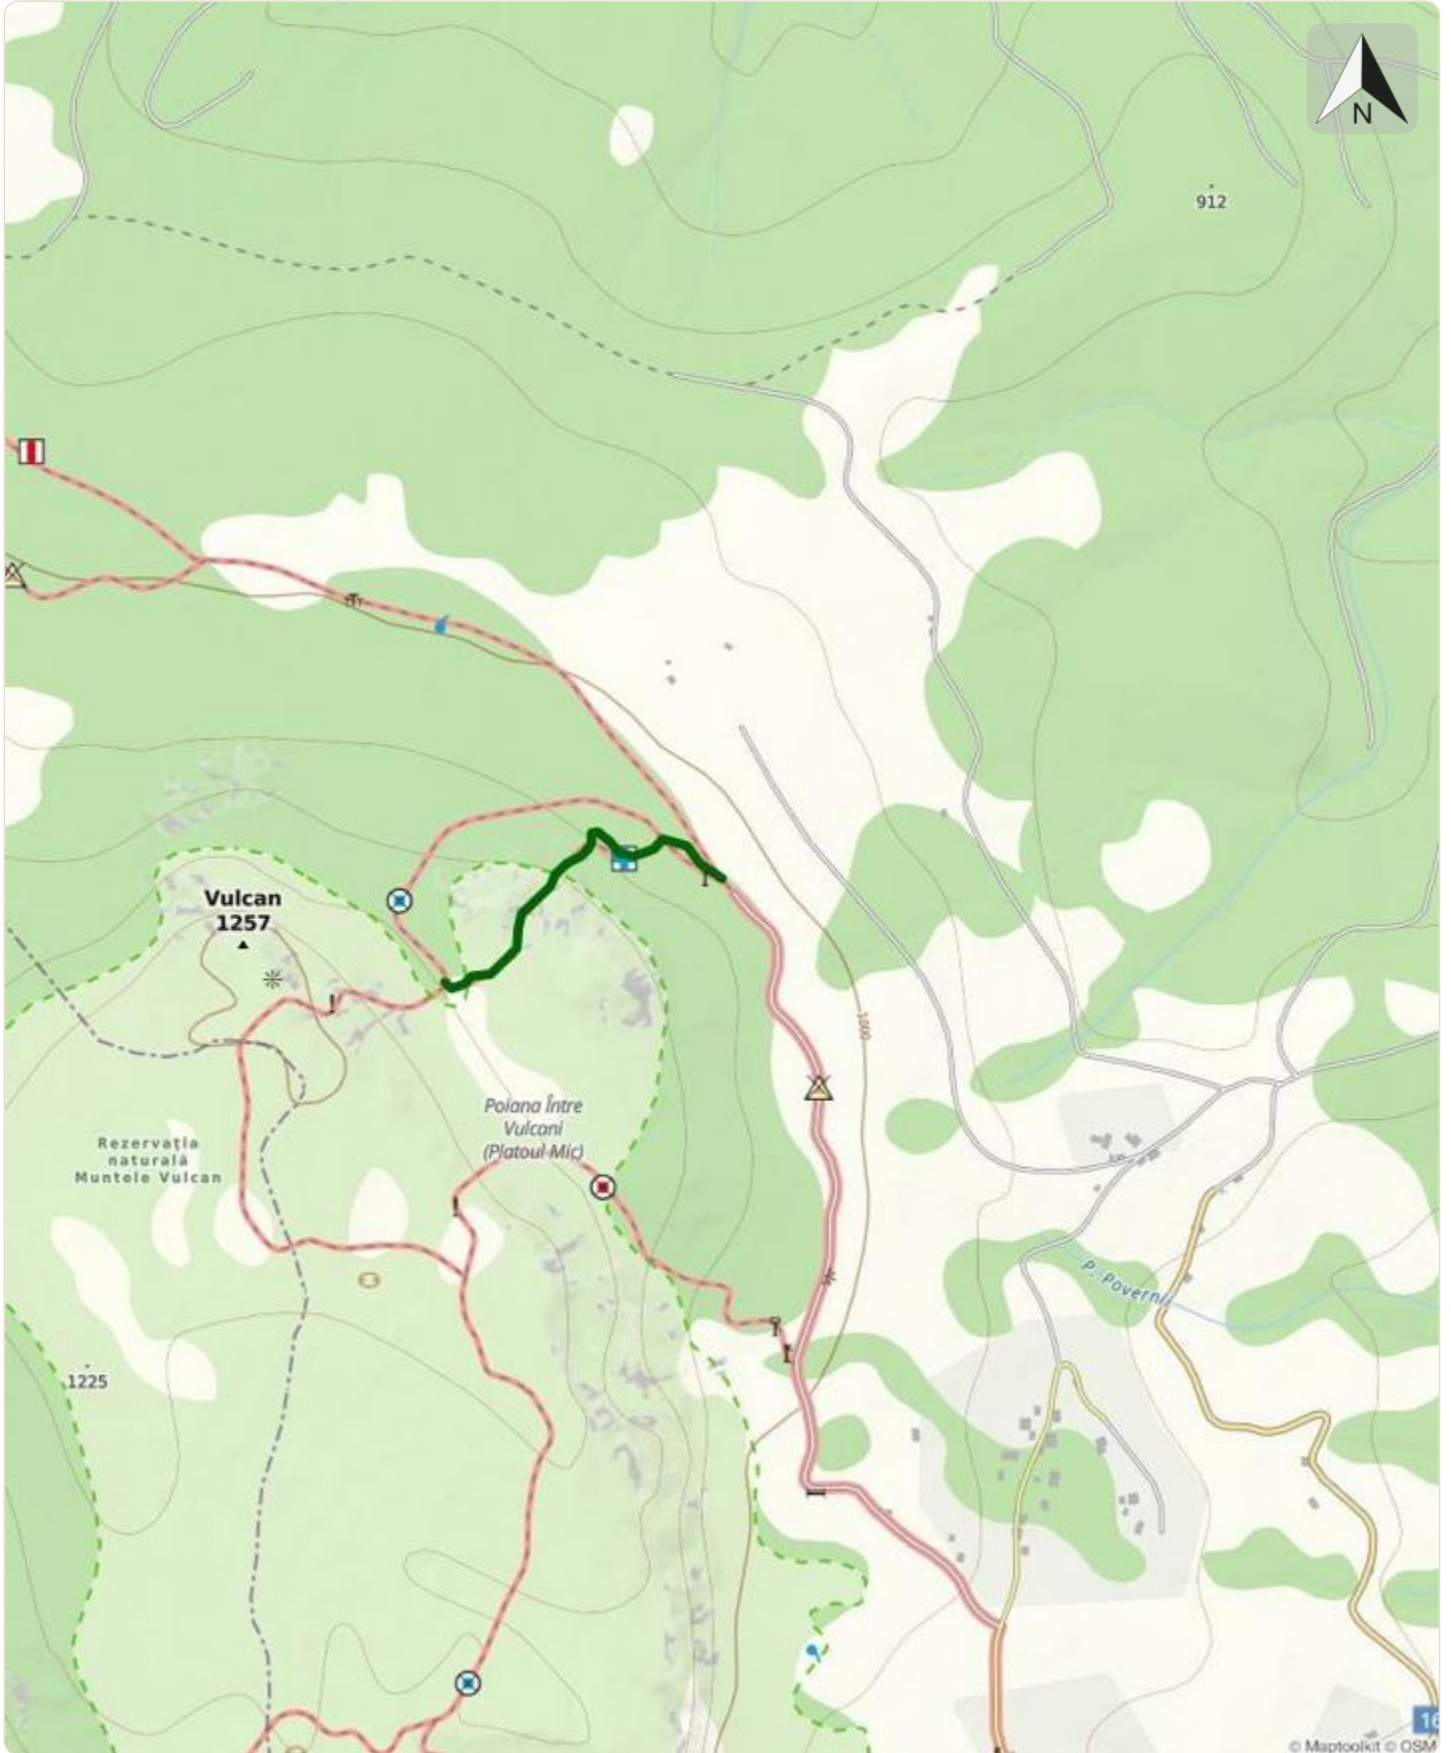 N
912
Vulcan
1257
1000
Poiana Între
Vulcani
(Platoul Mic)
Rezervația
naturală
Muntele Vulcan
P. Povernii
1225
16
© Maptoolkit © OSM